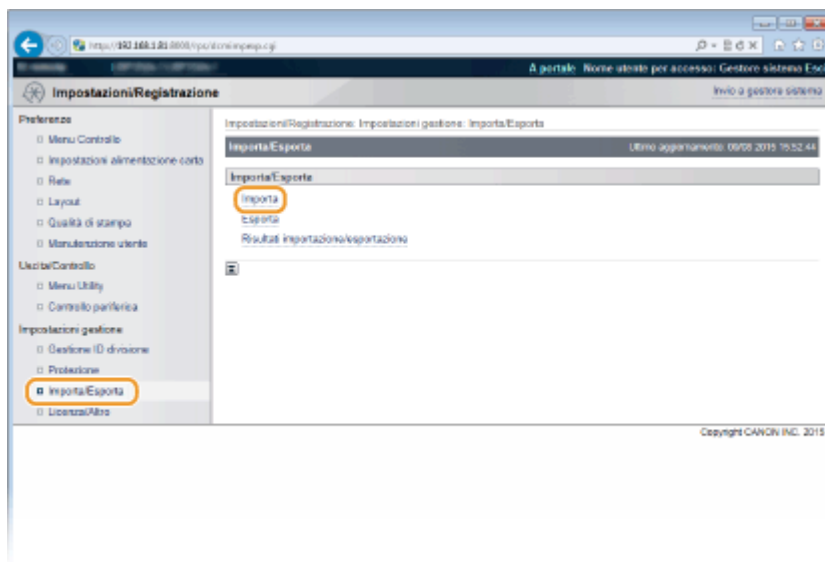 http://192.168.1.81:8000/rps/dcmimpexp.cgi
A portale Nome utente per accesso: Gestore sistema
Impostazioni/Registrazione
Invio a gestore sistema
Preferenze
Menu Controllo
Impostazioni alimentazione carta
Rete
Layout
Qualità di stampa
Manutenzione utente
Uscita/Controllo
Menu Utility
Controllo periferica
Impostazioni gestione
Gestione ID divisione
Protezione
Importa/Esporta
Licenza/Altro
Impostazioni/Registrazione: Impostazioni gestione: Importa/Esporta
Importa/Esporta
Ultimo aggiornamento: 2015 15:52:44
Importa/Esporta
Importa
Esporta
Risultati importazione/esportazione
Copyright CANON INC. 2015